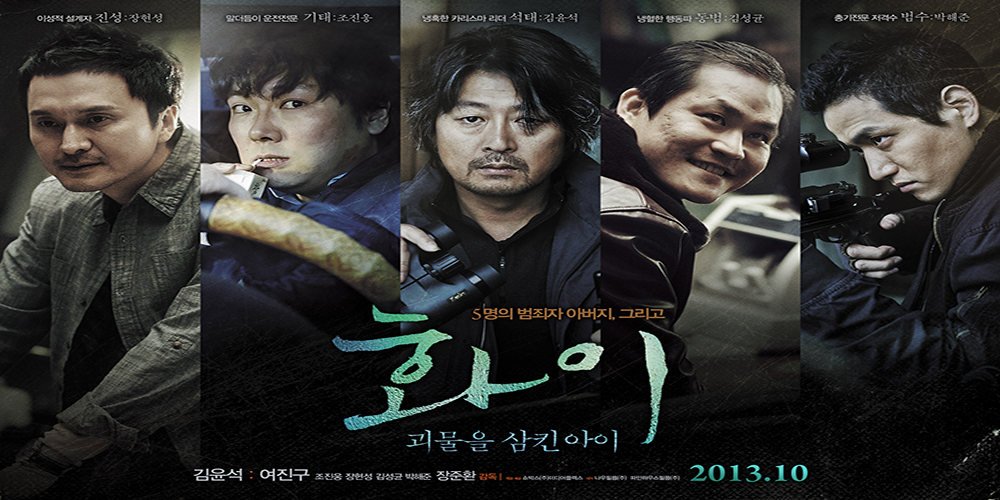 이성적 설계자 진성:장현성
말더듬이 운전전문 기태:조진웅
냉혹한 카리스마 리더 석태:김윤석
냉혈한 행동파 동범:김성균
총기전문 저격수 범수:박해준
5명의 범죄자 아버지, 그리고
화이
괴물을 삼킨 아이
김윤석 : 여진구 조진웅 장현성 김성균 박해준 장준환 감독 2013.10